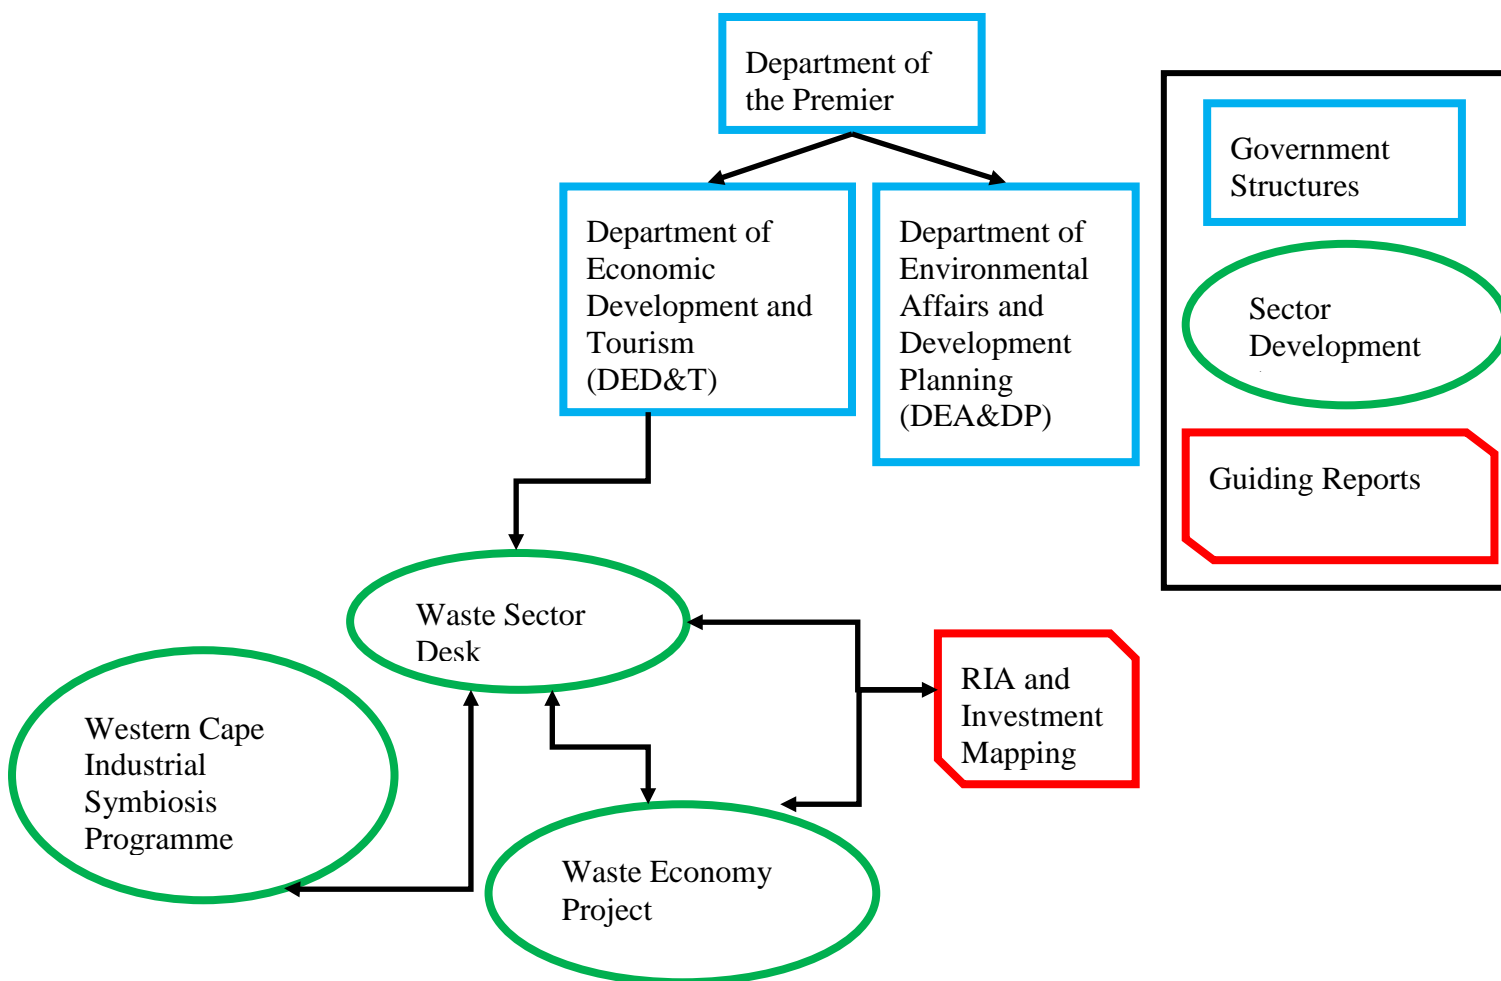 Department of
the Premier
Department of
Economic
Development and
Tourism
(DED&T)
Department of
Environmental
Affairs and
Development
Planning
(DEA&DP)
Government
Structures
Sector
Development
Guiding Reports
Waste Sector
Desk
RIA and
Investment
Mapping
Western Cape
Industrial
Symbiosis
Programme
Waste Economy
Project